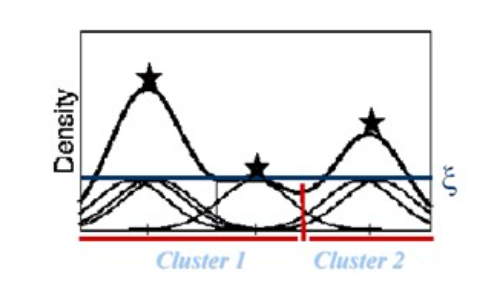 Density
ξ
Cluster 1
Cluster 2